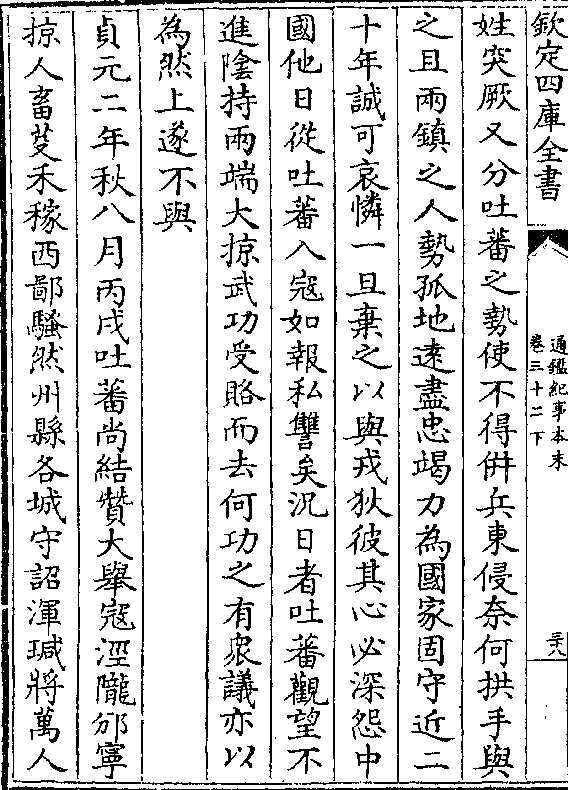 欽定四庫全書
通鑑紀事本末
卷三十二下
三十八
姓突厥又分吐蕃之勢使不得併兵東侵奈何拱手與
之且兩鎮之人勢孤地遠盡忠竭力為國家固守近二
十年誠可哀憐一旦棄之以與戎狄彼其心必深怨中
國他日從吐蕃入寇如報私讐矣況日者吐蕃觀望不
進陰持兩端大掠武功受賂而去何功之有衆議亦以
為然上遂不與
貞元二年秋八月丙戌吐蕃尚結贊大舉寇涇隴邠寧
掠人畜芟禾稼西鄙騷然州縣各城守詔渾瑊將萬人